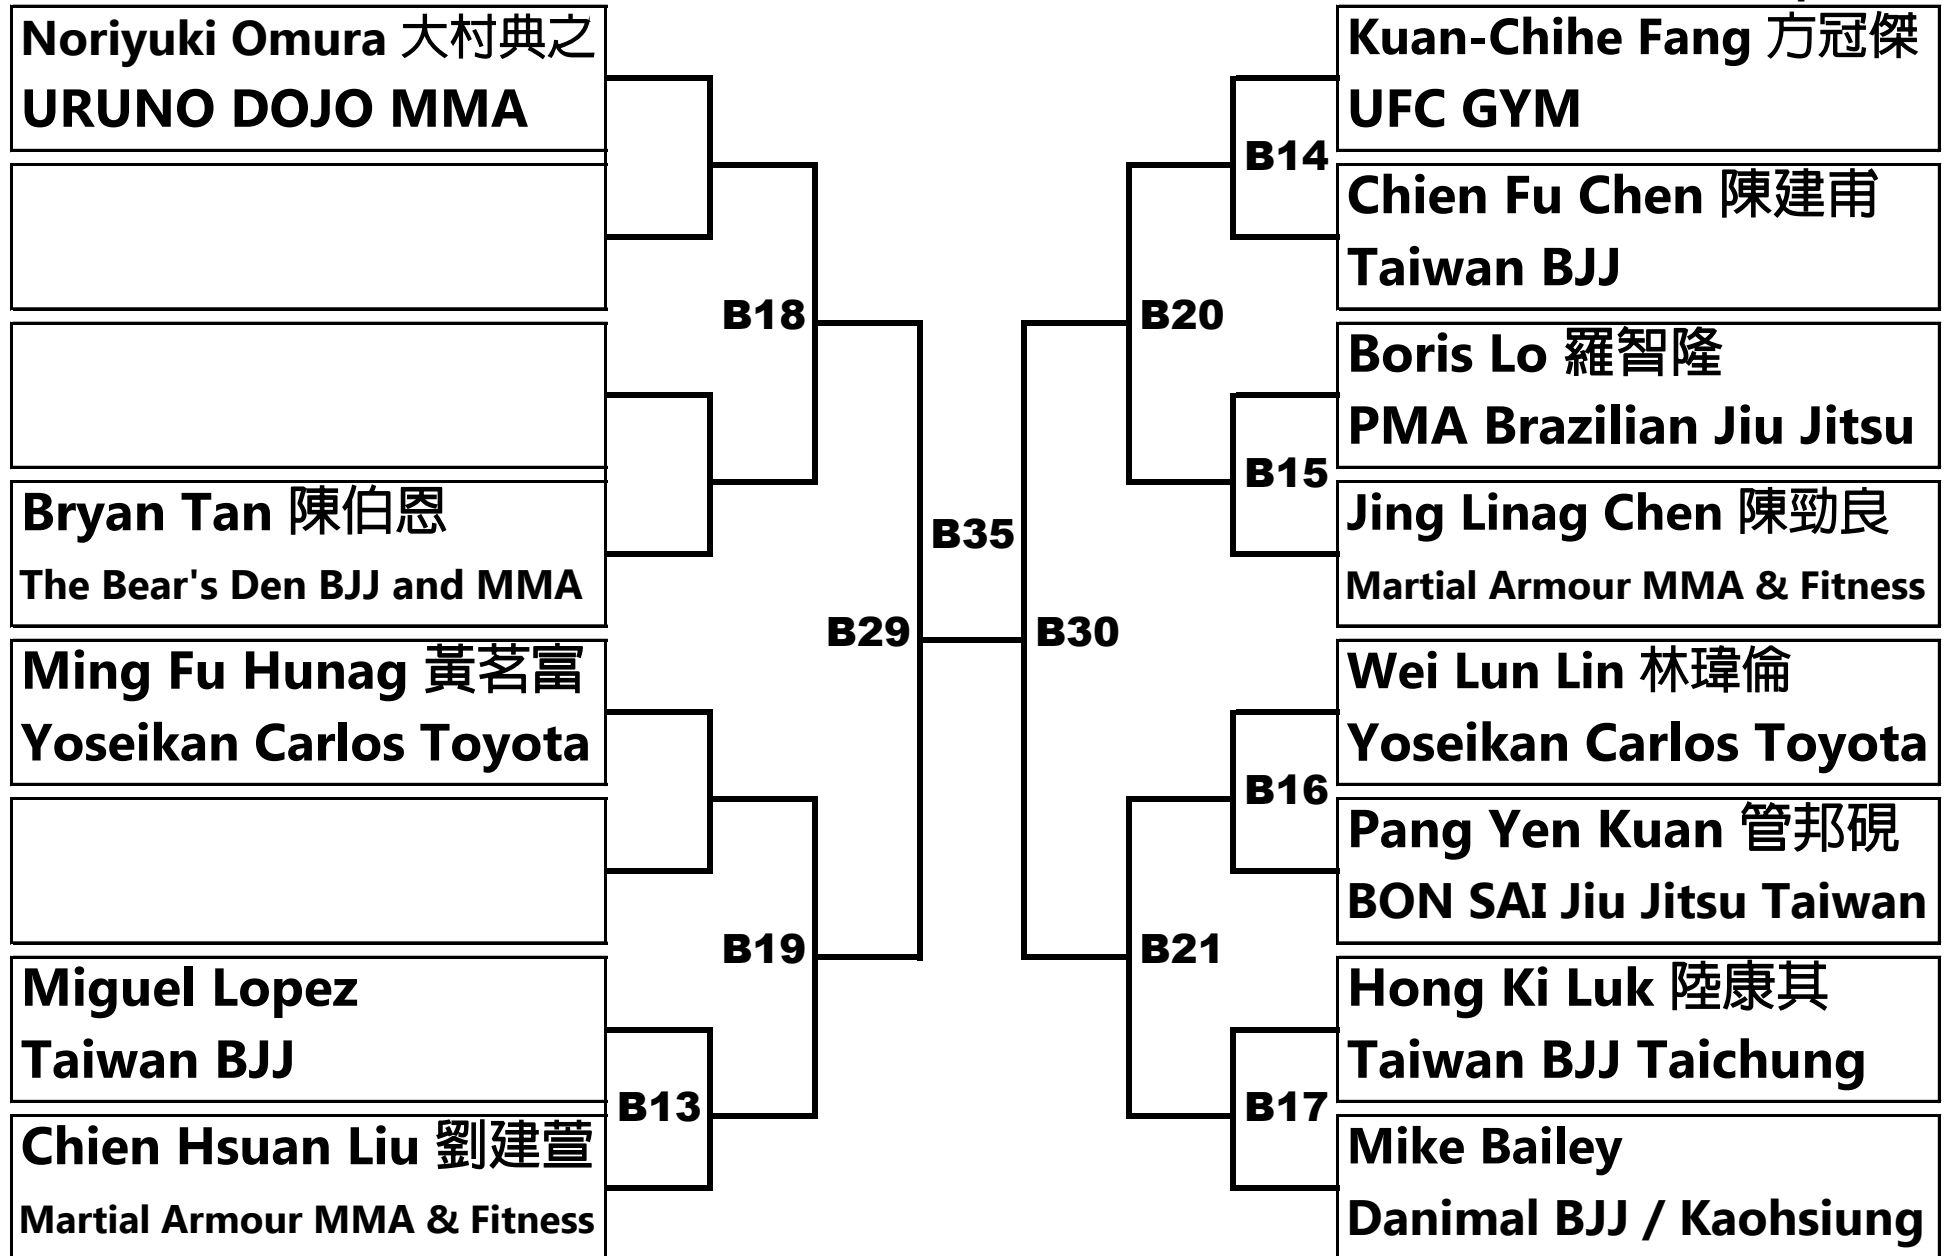 Noriyuki Omura 大村典之
URUNO DOJO MMA
Bryan Tan 陳伯恩
The Bear's Den BJJ and MMA
Ming Fu Hunag 黃茗富
Yoseikan Carlos Toyota
Miguel Lopez
Taiwan BJJ
Chien Hsuan Liu 劉建萱
Martial Armour MMA & Fitness
B13
B18
B19
B29
B35
B30
B20
B21
B14
B15
B16
B17
Kuan-Chihe Fang 方冠傑
UFC GYM
Chien Fu Chen 陳建甫
Taiwan BJJ
Boris Lo 羅智隆
PMA Brazilian Jiu Jitsu
Jing Linag Chen 陳勁良
Martial Armour MMA & Fitness
Wei Lun Lin 林瑋倫
Yoseikan Carlos Toyota
Pang Yen Kuan 管邦硯
BON SAI Jiu Jitsu Taiwan
Hong Ki Luk 陸康其
Taiwan BJJ Taichung
Mike Bailey
Danimal BJJ / Kaohsiung